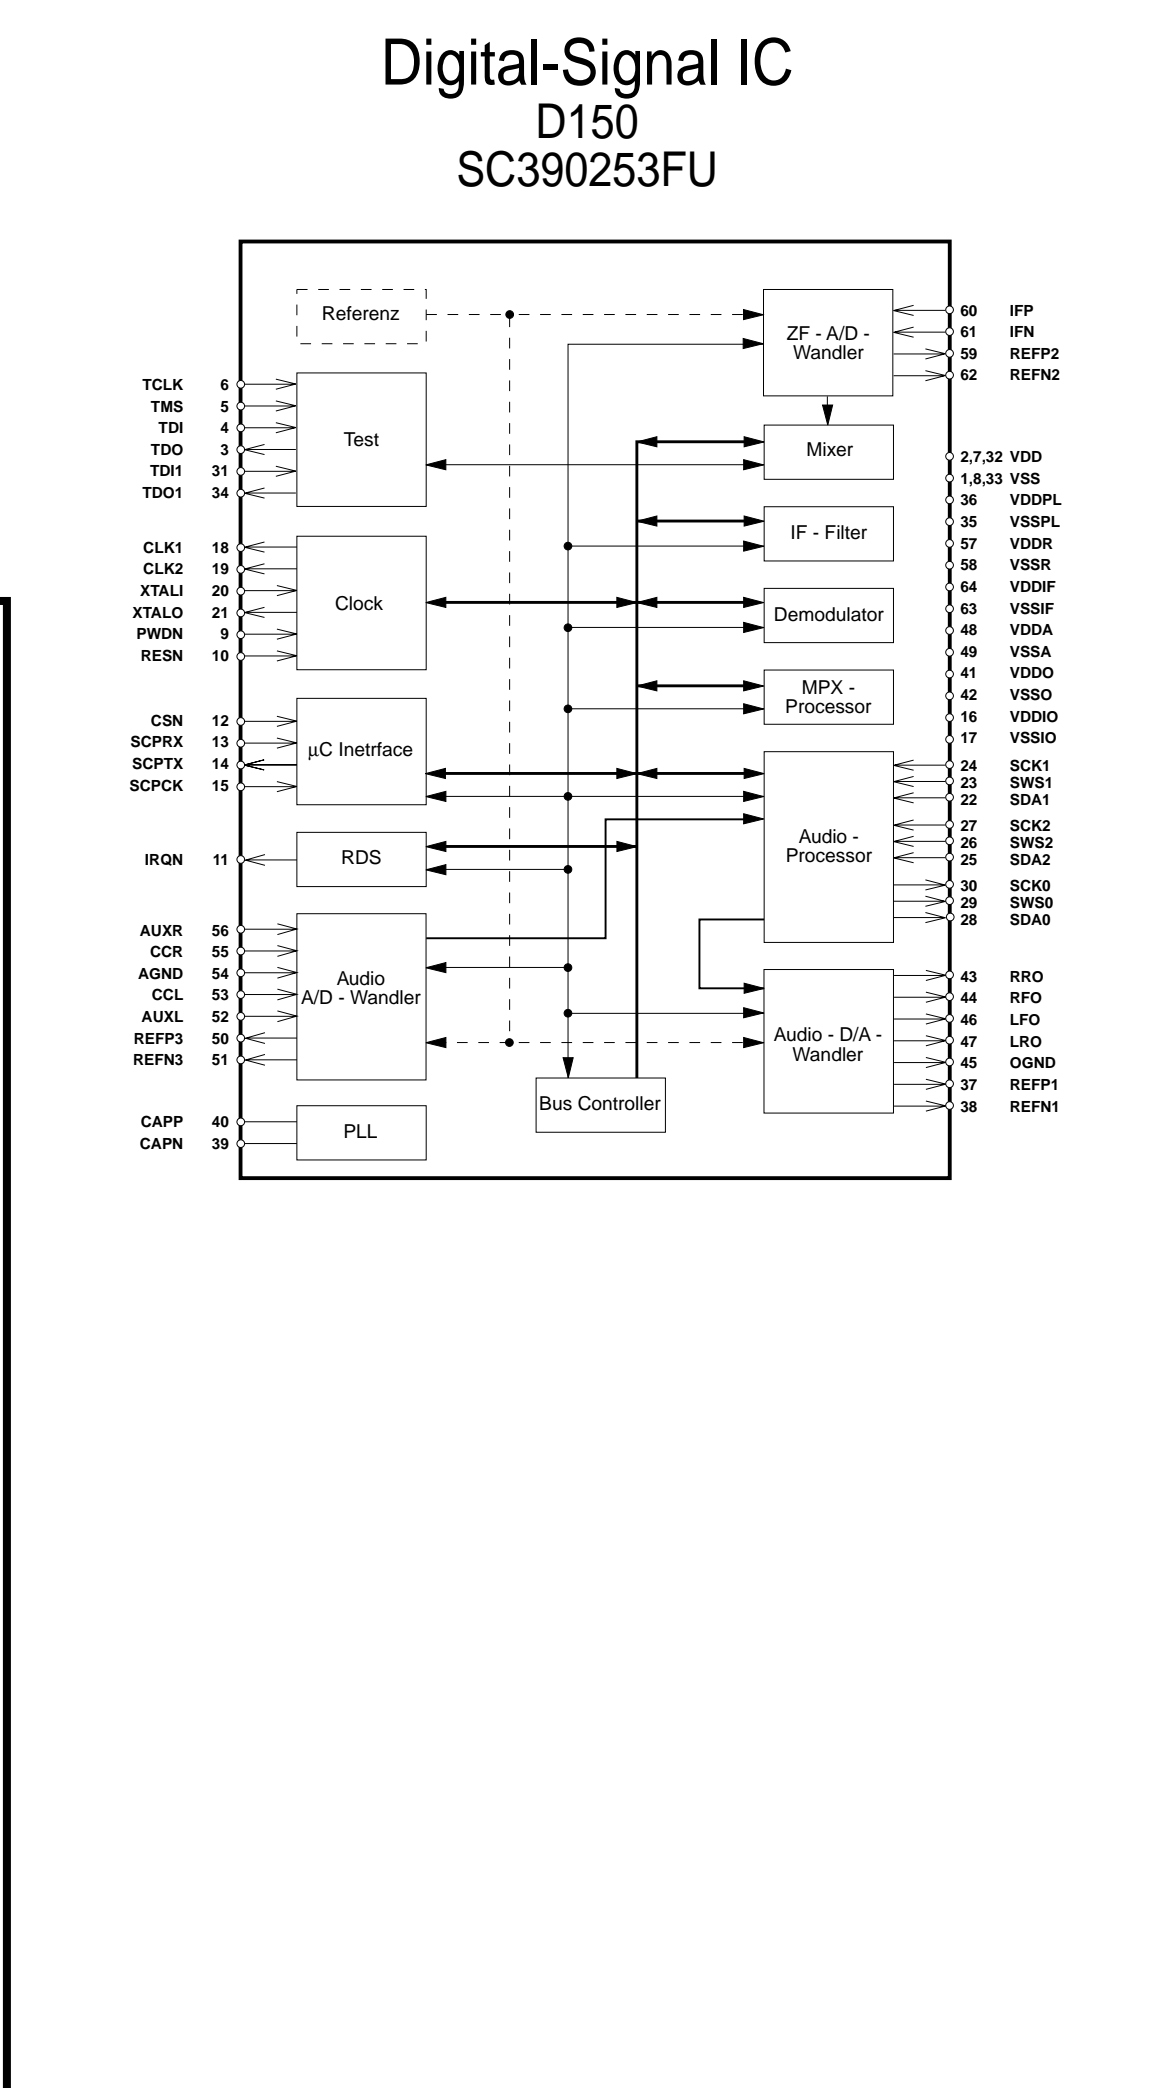 Digital-Signal IC
D150
SC390253FU
Referenz
ZF - A/D -
Wandler
60 IFP
61 IFN
59 REFP2
62 REFN2
TCLK 6
TMS 5
TDI 4
TDO 3
TDI1 31
TDO1 34
Test
Mixer
2,7,32 VDD
1,8,33 VSS
36 VDDPL
35 VSSPL
57 VDDR
58 VSSR
64 VDDIF
63 VSSIF
48 VDDA
49 VSSA
41 VDDO
42 VSSO
16 VDDIO
17 VSSIO
IF - Filter
CLK1 18
CLK2 19
XTALI 20
XTALO 21
PWDN 9
RESN 10
Clock
Demodulator
MPX -
Processor
CSN 12
SCPRX 13
SCPTX 14
SCPCK 15
µC Inetrface
Audio -
Processor
24 SCK1
23 SWS1
22 SDA1
27 SCK2
26 SWS2
25 SDA2
30 SCK0
29 SWS0
28 SDA0
IRQN 11
RDS
AUXR 56
CCR 55
AGND 54
CCL 53
AUXL 52
REFP3 50
REFN3 51
Audio
A/D - Wandler
Audio - D/A -
Wandler
43 RRO
44 RFO
46 LFO
47 LRO
45 OGND
37 REFP1
38 REFN1
Bus Controller
CAPP 40
CAPN 39
PLL